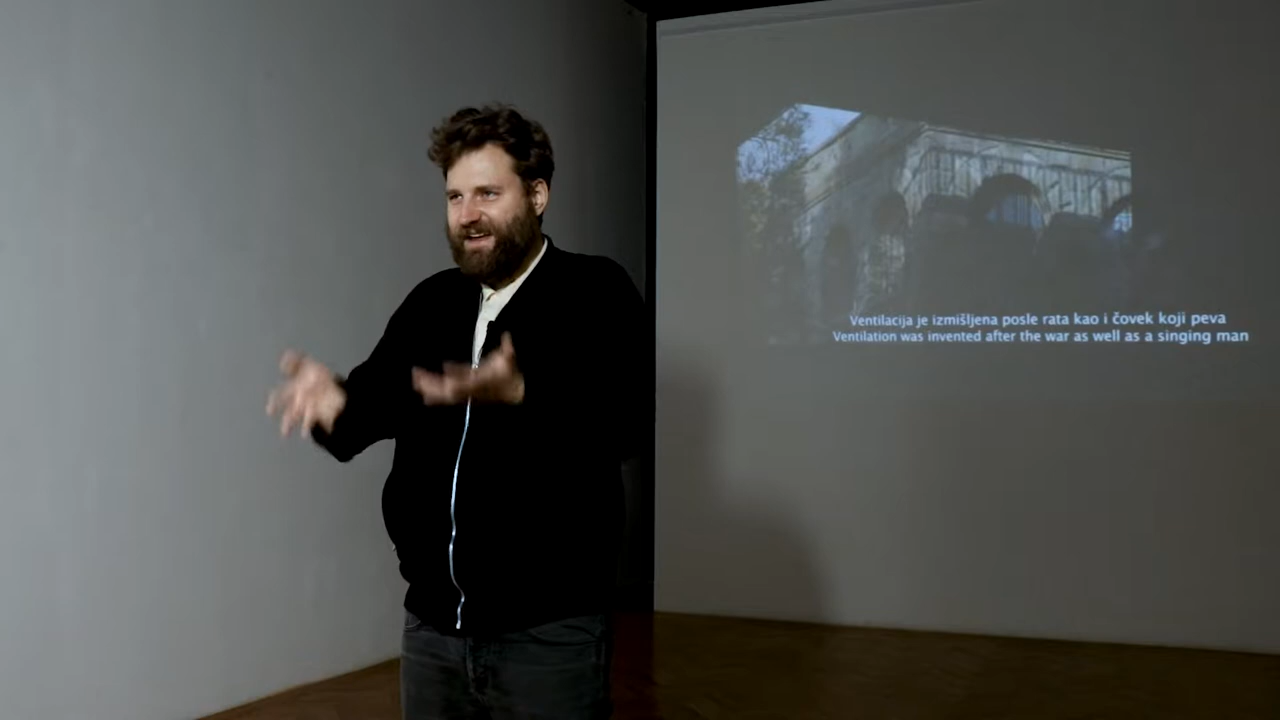 Ventilacija je izmišljena posle rata kao i čovek koji peva
Ventilation was invented after the war as well as a singing man